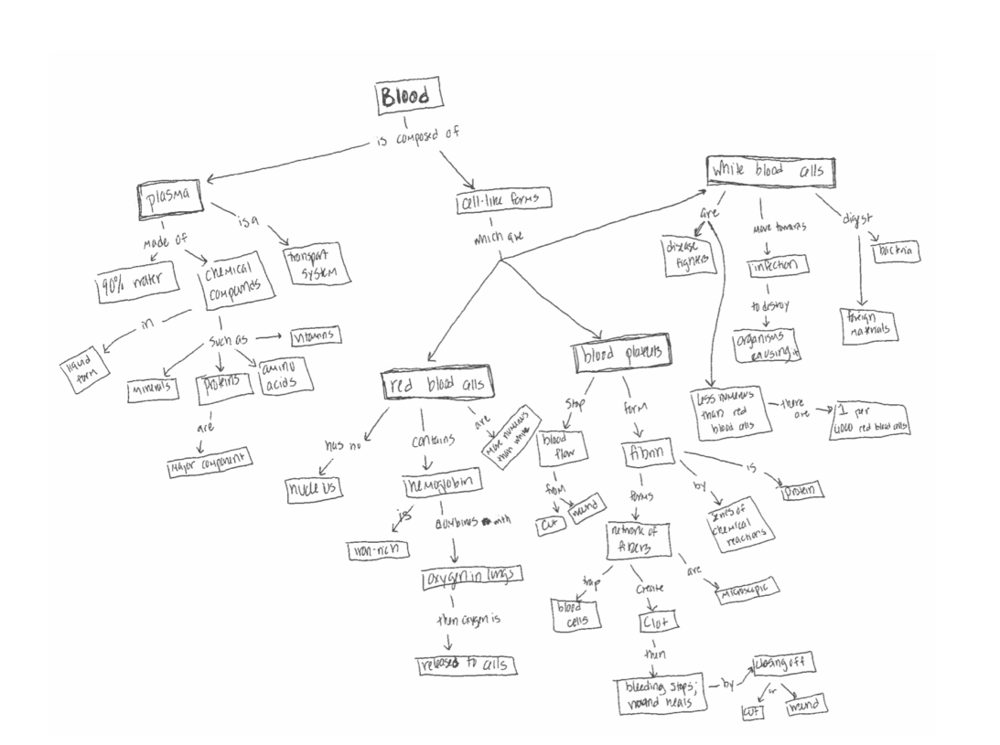 Blood
is composed of
plasma
made of
is a
90% water
chemical
compounds
transport
system
in
liquid
form
such as
vitamins
minerals
proteins
amino
acids
are
major component
cell-like forms
which are
red blood cells
has no
nucleus
contains
hemoglobin
is
iron-rich
combines with
oxygen in lungs
then oxygen is
released to cells
are
more numerous
than white
blood platelets
stop
blood
flow
from
cut
wound
form
fibrin
forms
by
series of
chemical
reactions
is
protein
network of
fibers
trap
blood
cells
create
clot
are
microscopic
then
bleeding stops;
wound heals
by
closing off
or
cut
wound
white blood cells
are
disease
fighters
less numerous
than red
blood cells
there
are
1 per
4000 red blood cells
move towards
infection
to destroy
organisms
causing it
digest
bacteria
foreign
materials